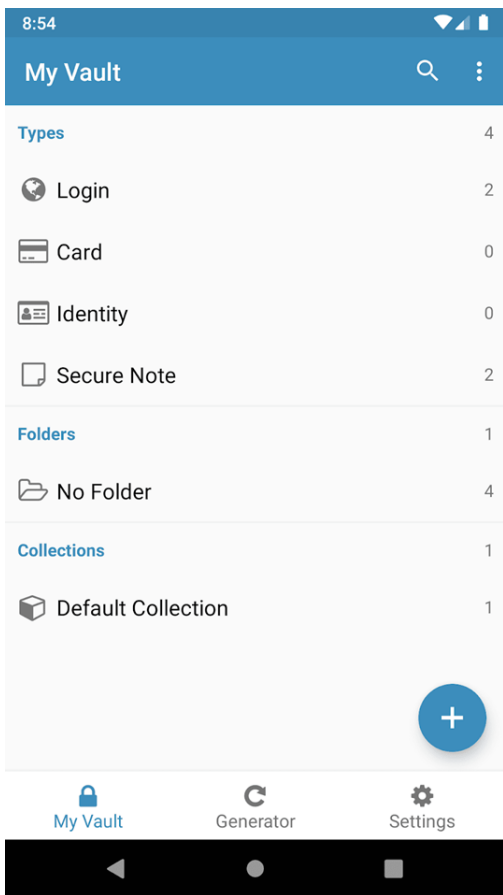 8:54
My Vault
Types 4
Login 2
Card 0
Identity 0
Secure Note 2
Folders 1
No Folder 4
Collections 1
Default Collection 1
My Vault Generator Settings